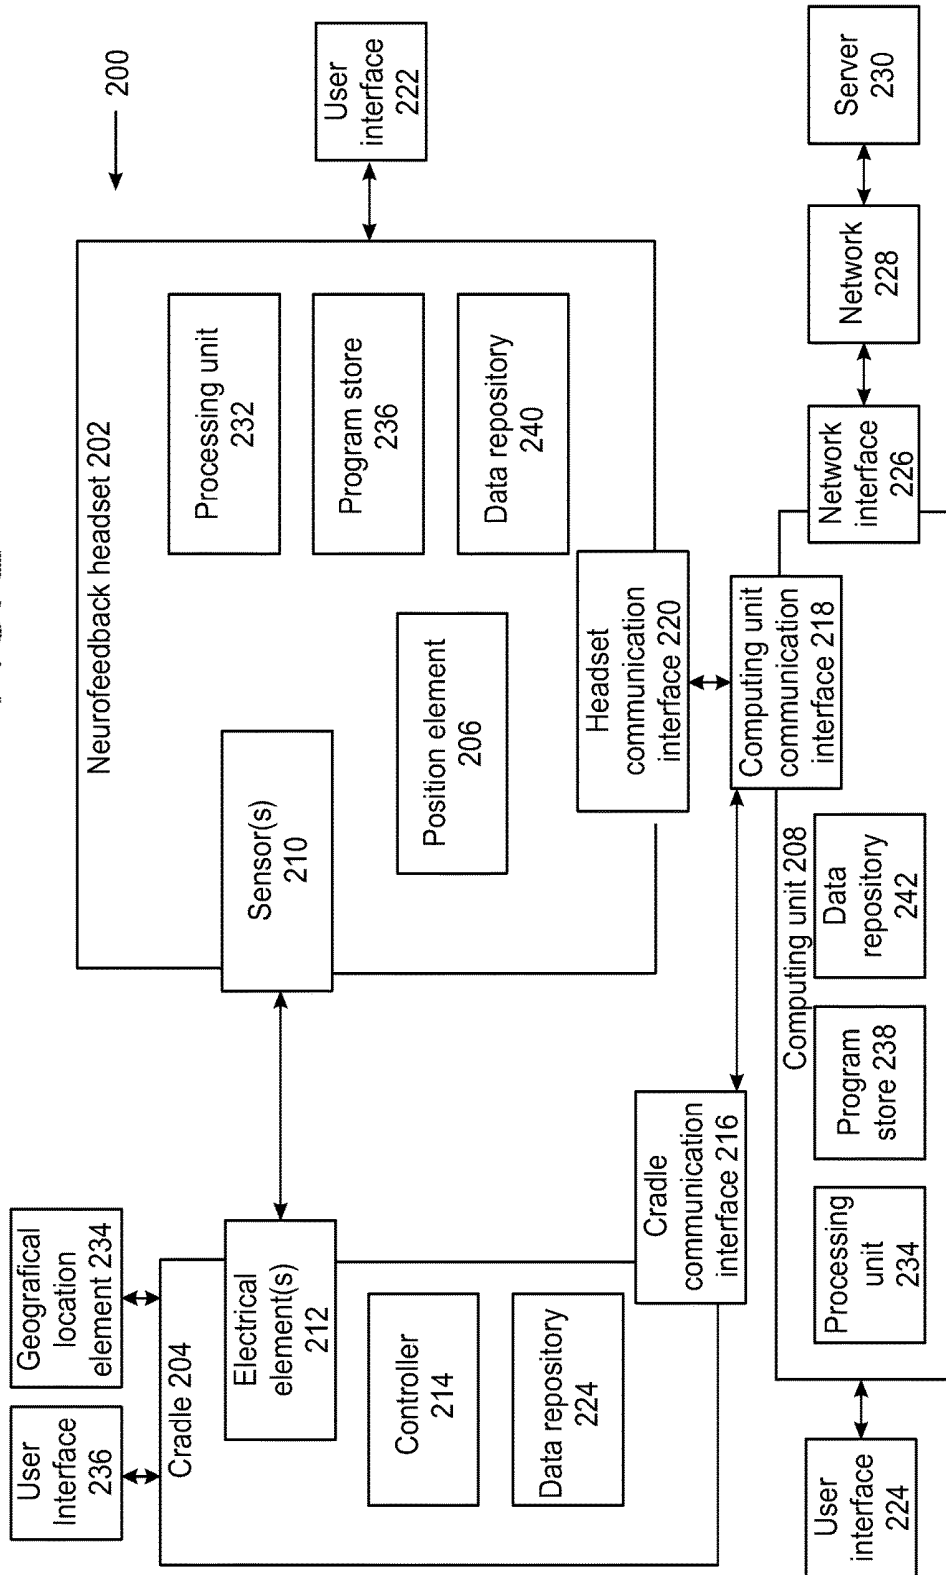 200
Neurofeedback headset 202
Sensor(s)
210
Processing unit
232
Program store
236
Data repository
240
Position element
206
Headset
communication
interface 220
User
interface
222
User
Interface
236
Geografical
location
element 234
Cradle 204
Electrical
element(s)
212
Controller
214
Data repository
224
Cradle
communication
interface 216
Computing unit
communication
interface 218
Computing unit 208
Processing
unit
234
Program
store 238
Data
repository
242
User
interface
224
Network
interface
226
Network
228
Server
230